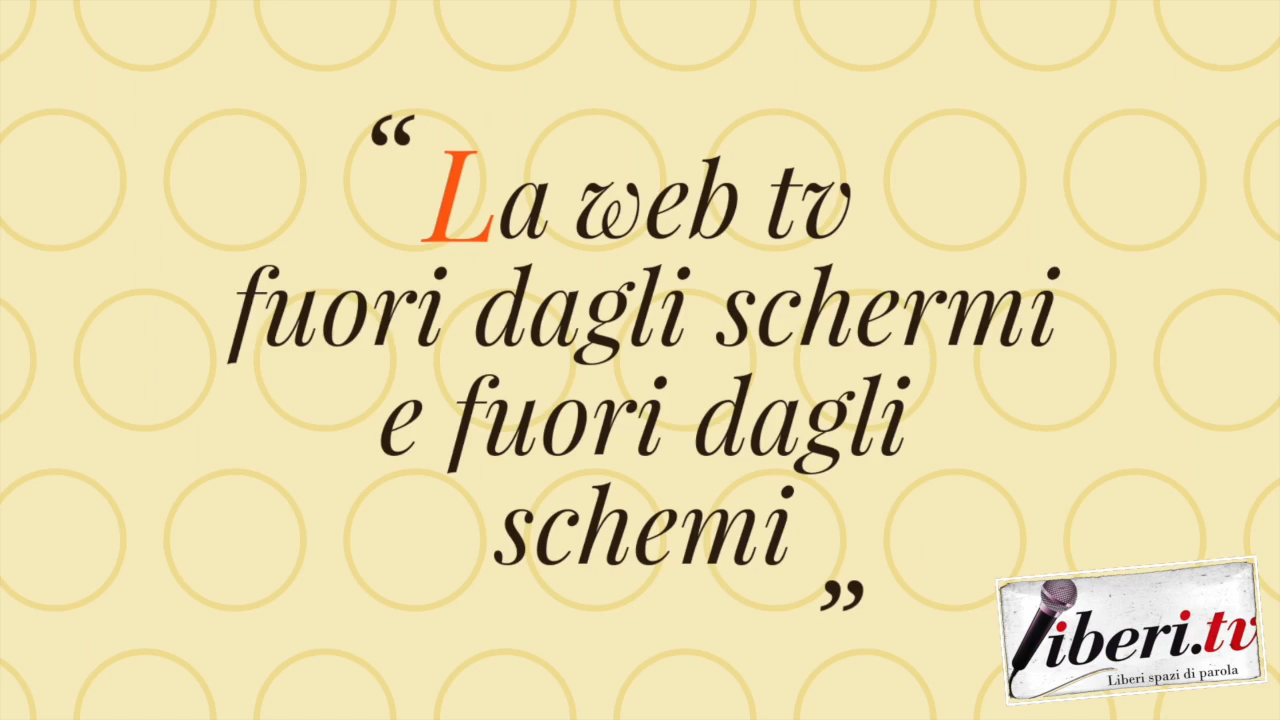 “La web tv
fuori dagli schermi
e fuori dagli
schemi”
liberi.tv
Liberi spazi di parola